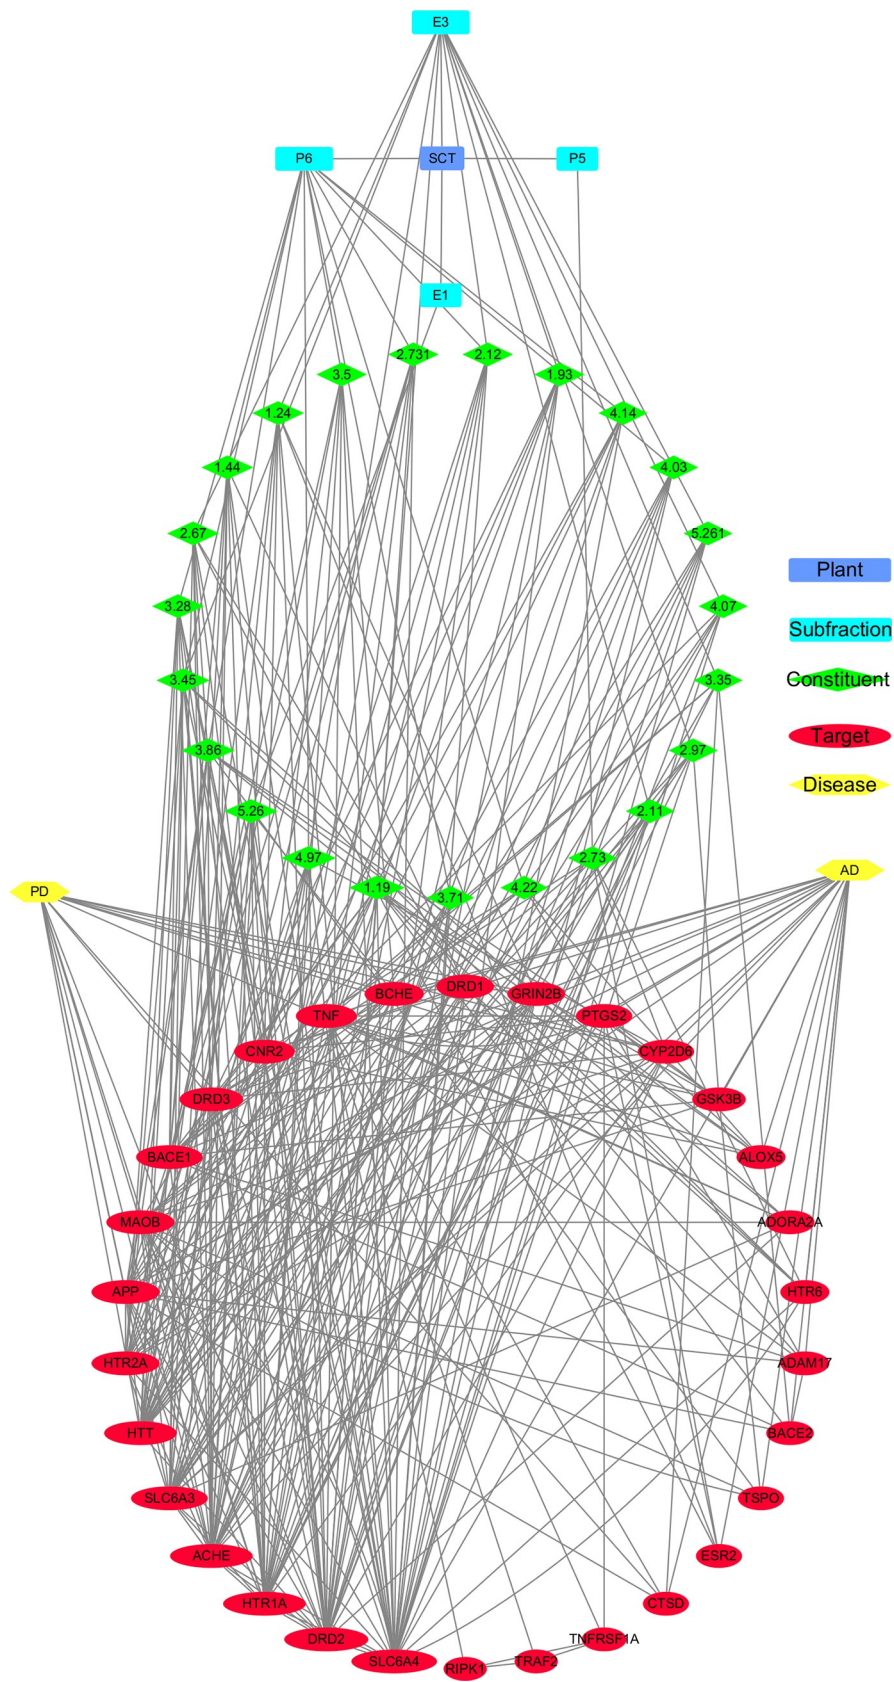 E3
P6
SCT
P5
E1
2.731
2.12
3.5
1.93
1.24
4.14
1.44
4.03
2.67
5.261
Plant
3.28
4.07
Subfraction
3.45
3.35
Constituent
3.86
2.97
Target
5.26
2.11
Disease
4.97
2.73
AD
1.19
3.71
4.22
PD
DRD1
BCHE
GRIN2B
TNF
PTGS2
CNR2
CYP2D6
DRD3
GSK3B
BACE1
ALOX5
MAOB
ADORA2A
APP
HTR6
HTR2A
ADAM17
HTT
BACE2
SLC6A3
TSPO
ACHE
ESR2
HTR1A
CTSD
DRD2
TNFRSF1A
SLC6A4
TRAF2
RIPK1